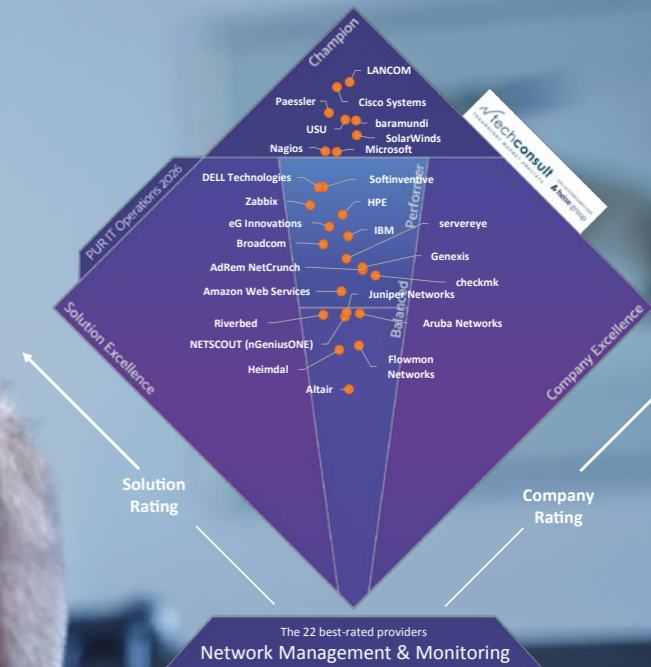 Champion
LANCOM
Cisco Systems
Paessler
baramundi
USU
SolarWinds
Nagios
Microsoft
techconsult
TECHNOLOGY MARKET ANALYSTS
heise group
PUR IT Operations 2026
DELL Technologies
Softinventive
Performer
Zabbix
HPE
eG Innovations
IBM
servereye
Broadcom
Genexis
AdRem NetCrunch
checkmk
Amazon Web Services
Juniper Networks
Balanced
Riverbed
Aruba Networks
NETSCOUT (nGeniusONE)
Heimdal
Flowmon
Networks
Altair
Solution Excellence
Company Excellence
Solution
Rating
Company
Rating
The 22 best-rated providers
Network Management & Monitoring